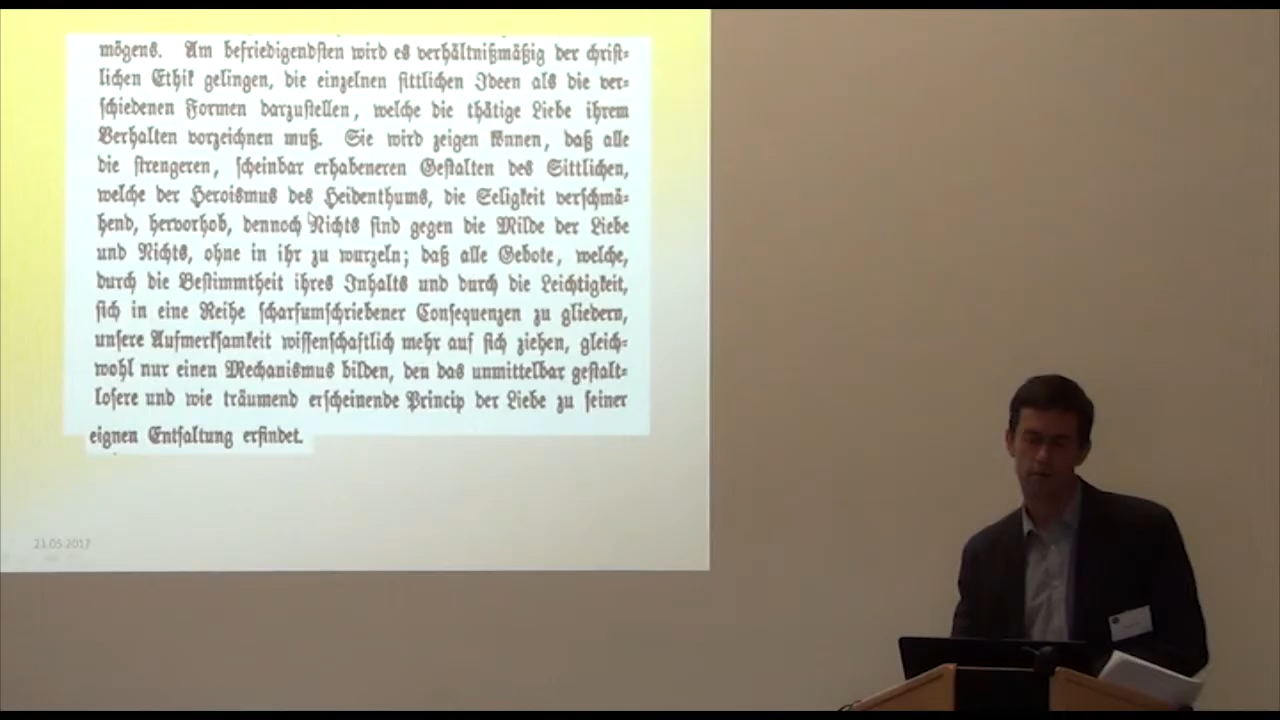 mögens. Am befriedigendsten wird es verhältnißmäßig der christ-
lichen Ethik gelingen, die einzelnen sittlichen Ideen als die ver-
schiedenen Formen darzustellen, welche die thätige Liebe ihrem
Verhalten vorzeichnen muß. Sie wird zeigen können, daß alle
die strengeren, scheinbar erhabeneren Gestalten des Sittlichen,
welche der Heroismus des Heidenthums, die Seligkeit verschmä-
hend, hervorhob, dennoch Nichts sind gegen die Milde der Liebe
und Nichts, ohne in ihr zu wurzeln; daß alle Gebote, welche,
durch die Bestimmtheit ihres Inhalts und durch die Leichtigkeit,
sich in eine Reihe scharfumschriebener Consequenzen zu gliedern,
unsere Aufmerksamkeit wissenschaftlich mehr auf sich ziehen, gleich-
wohl nur einen Mechanismus bilden, den das unmittelbar gestalt-
losere und wie träumend erscheinende Princip der Liebe zu seiner
eignen Entfaltung erfindet.
21.05.2017